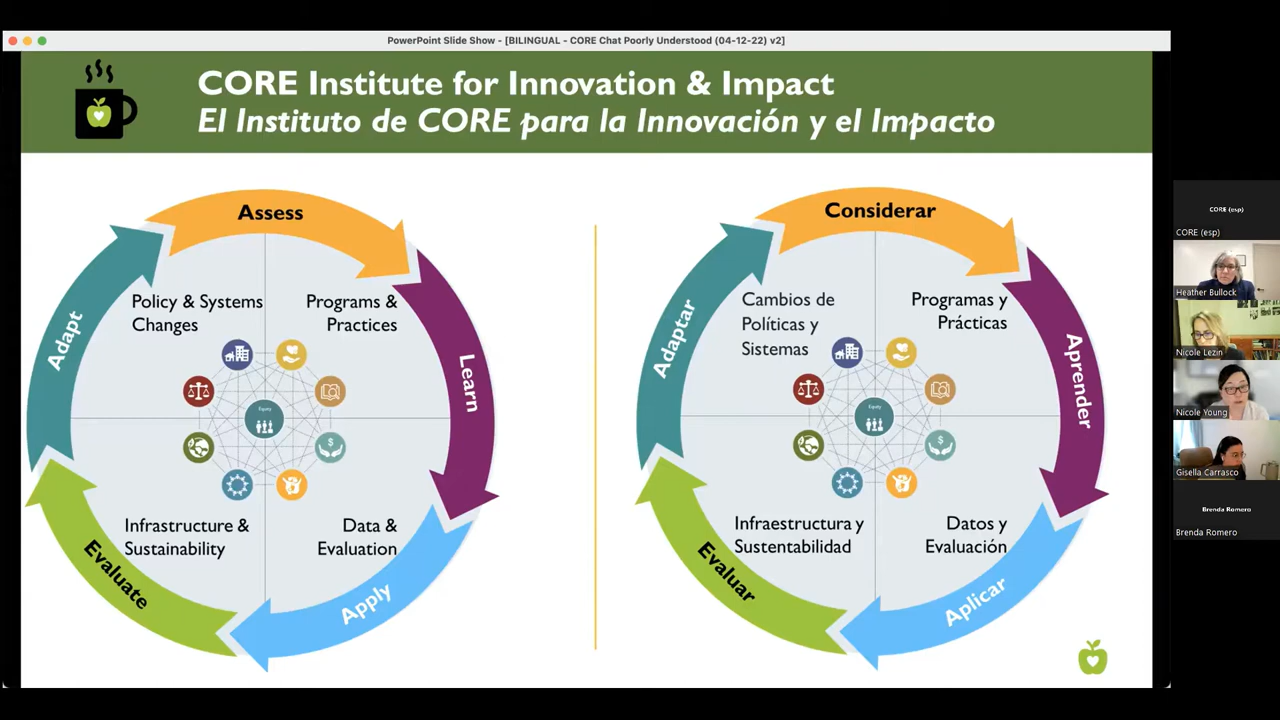 PowerPoint Slide Show - [BILINGUAL - CORE Chat Poorly Understood (04-12-22) v2]
CORE Institute for Innovation & Impact
El Instituto de CORE para la Innovación y el Impacto
Assess
Learn
Apply
Evaluate
Adapt
Policy & Systems
Changes
Programs &
Practices
Equity
$
Infrastructure &
Sustainability
Data &
Evaluation
Considerar
Aprender
Aplicar
Evaluar
Adaptar
Cambios de
Políticas y
Sistemas
Programas y
Prácticas
Equity
$
Infraestructura y
Sustentabilidad
Datos y
Evaluación
CORE (esp)
CORE (esp)
Heather Bullock
Nicole Lezin
Nicole Young
Gisella Carrasco
Brenda Romero
Brenda Romero